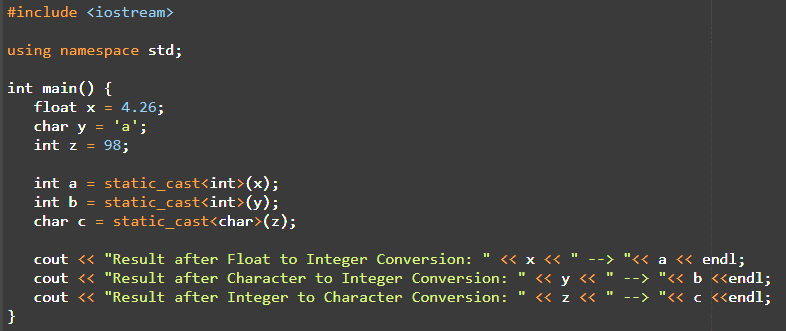 #include <iostream>
using namespace std;
int main() {
float x = 4.26;
char y = 'a';
int z = 98;
int a = static_cast<int>(x);
int b = static_cast<int>(y);
char c = static_cast<char>(z);
cout << "Result after Float to Integer Conversion: " << x << " --> "<< a << endl;
cout << "Result after Character to Integer Conversion: " << y << " --> "<< b <<endl;
cout << "Result after Integer to Character Conversion: " << z << " --> "<< c <<endl;
}